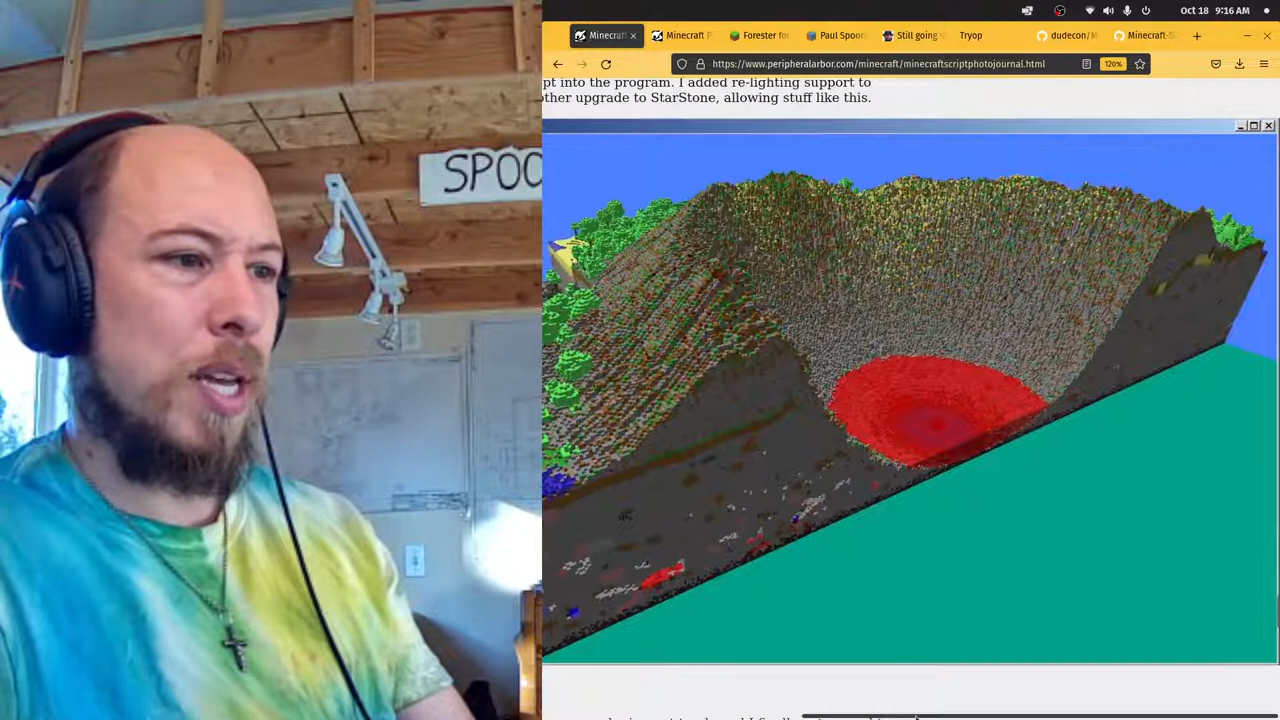 Oct 18 9:16 AM
Minecraft
Minecraft P
Forester fo
Paul Spoon
Still going s
Tryop
dudecon/M
Minecraft-S
https://www.peripheralarbor.com/minecraft/minecraftscriptphotojournal.html
120%
pt into the program. I added re-lighting support to
other upgrade to StarStone, allowing stuff like this.
SPOO